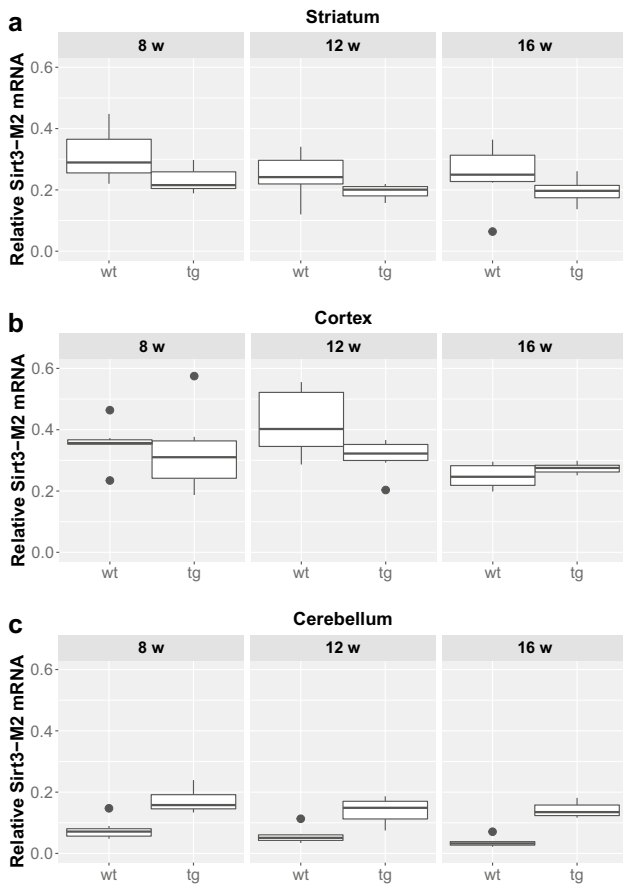 a
Striatum
8 w
12 w
16 w
Relative Sirt3−M2 mRNA
0.6
0.4
0.2
0.0
wt
tg
wt
tg
wt
tg
b
Cortex
8 w
12 w
16 w
Relative Sirt3−M2 mRNA
0.6
0.4
0.2
0.0
wt
tg
wt
tg
wt
tg
c
Cerebellum
8 w
12 w
16 w
Relative Sirt3−M2 mRNA
0.6
0.4
0.2
0.0
wt
tg
wt
tg
wt
tg